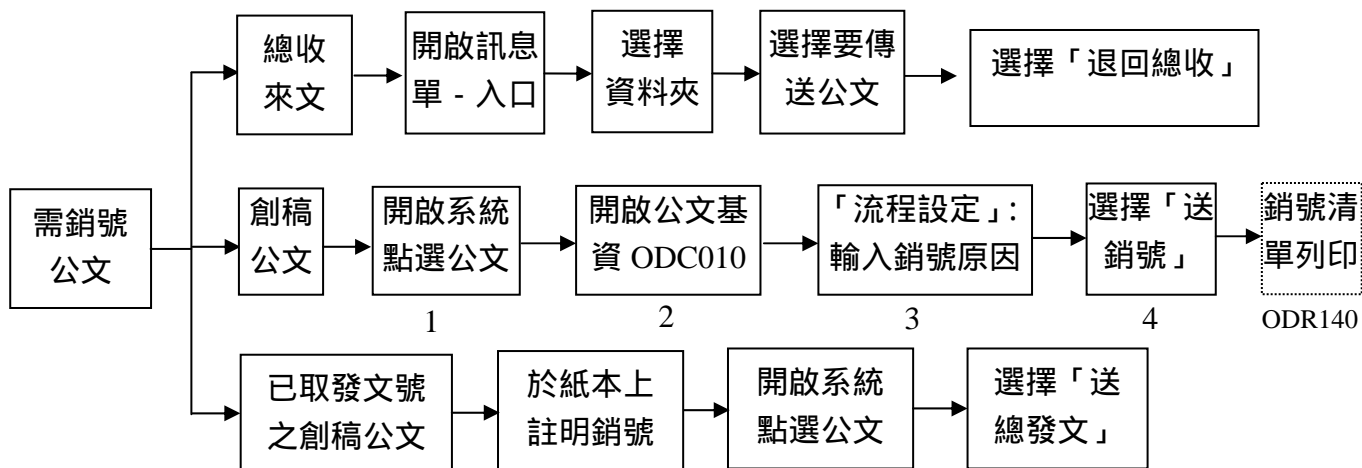 總收
來文
開啟訊息
單 - 入口
選擇
資料夾
選擇要傳
送公文
選擇「退回總收」
需銷號
公文
創稿
公文
開啟系統
點選公文
1
開啟公文基
資 ODC010
2
「流程設定」:
輸入銷號原因
3
選擇「送
銷號」
4
銷號清
單列印
ODR140
已取發文號
之創稿公文
於紙本上
註明銷號
開啟系統
點選公文
選擇「送
總發文」